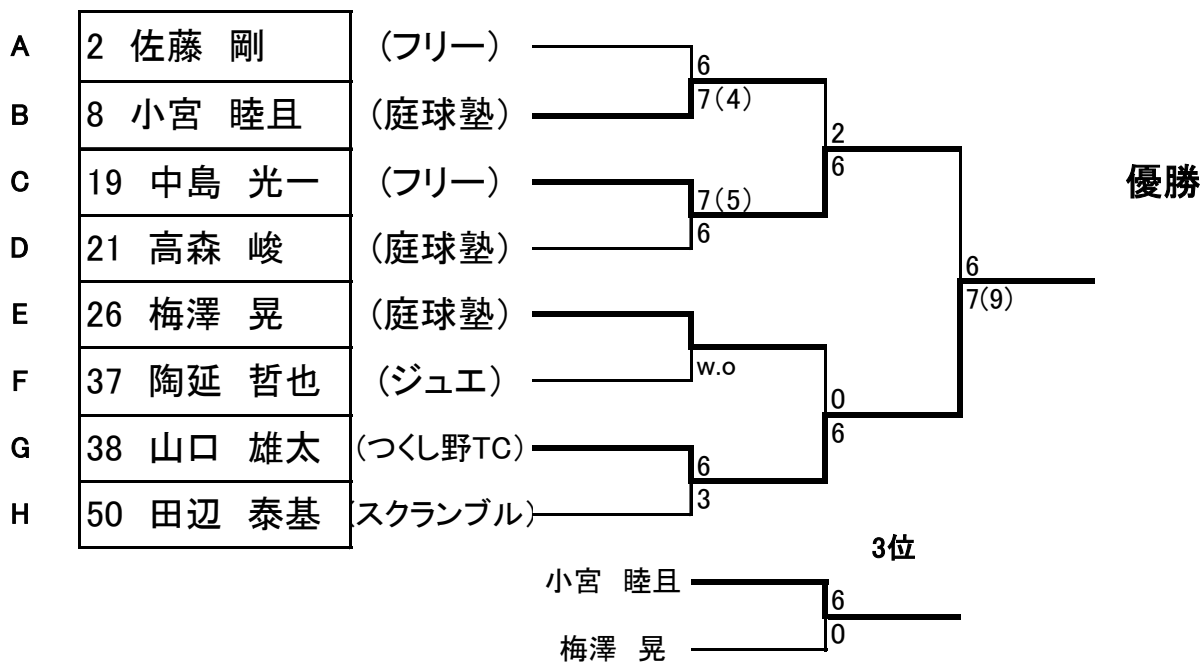 A 2 佐藤 剛 (フリー)
6
B 8 小宮 睦且 (庭球塾)
7(4)
2
C 19 中島 光一 (フリー)
6
優勝
7(5)
D 21 高森 峻 (庭球塾)
6
6
E 26 梅澤 晃 (庭球塾)
7(9)
F 37 陶延 哲也 (ジュエ)
w.o
0
G 38 山口 雄太 (つくし野TC)
6
6
H 50 田辺 泰基 (スクランブル)
3
3位
小宮 睦且
6
梅澤 晃
0